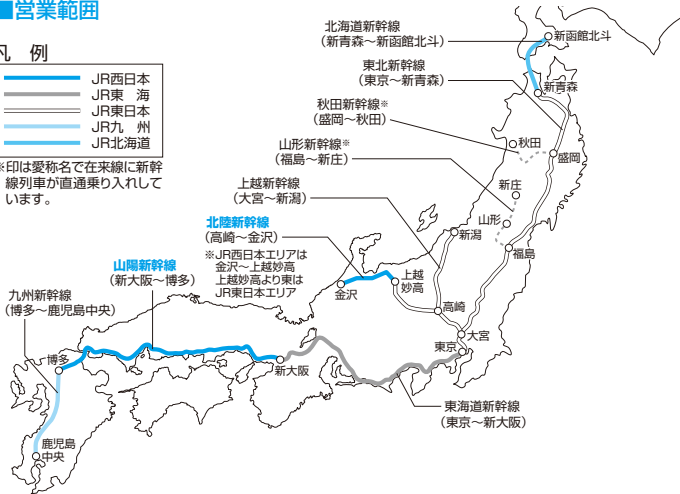 ■営業範囲
凡　例
JR西日本
JR東　海
JR東日本
JR九　州
JR北海道
※印は愛称名で在来線に新幹
線列車が直通乗り入れして
います。
北海道新幹線
（新青森～新函館北斗）
新函館北斗
東北新幹線
（東京～新青森）
新青森
秋田新幹線※
（盛岡～秋田）
秋田
盛岡
山形新幹線※
（福島～新庄）
新庄
山形
上越新幹線
（大宮～新潟）
新潟
福島
北陸新幹線
（高崎～金沢）
※JR西日本エリアは
金沢～上越妙高
上越妙高より東は
JR東日本エリア
金沢
上越
妙高
高崎
大宮
東京
山陽新幹線
（新大阪～博多）
九州新幹線
（博多～鹿児島中央）
博多
新大阪
東海道新幹線
（東京～新大阪）
鹿児島
中央